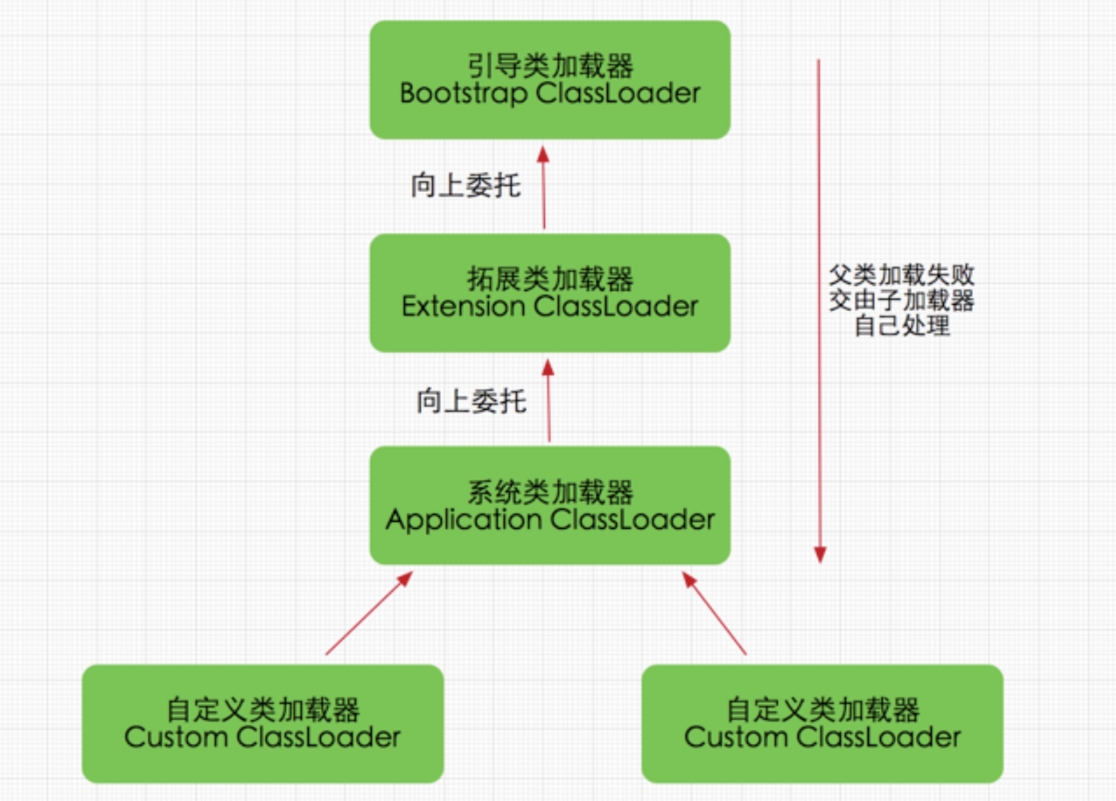 引导类加载器
Bootstrap ClassLoader
向上委托
拓展类加载器
Extension ClassLoader
父类加载失败
交由子加载器
自己处理
向上委托
系统类加载器
Application ClassLoader
自定义类加载器
Custom ClassLoader
自定义类加载器
Custom ClassLoader